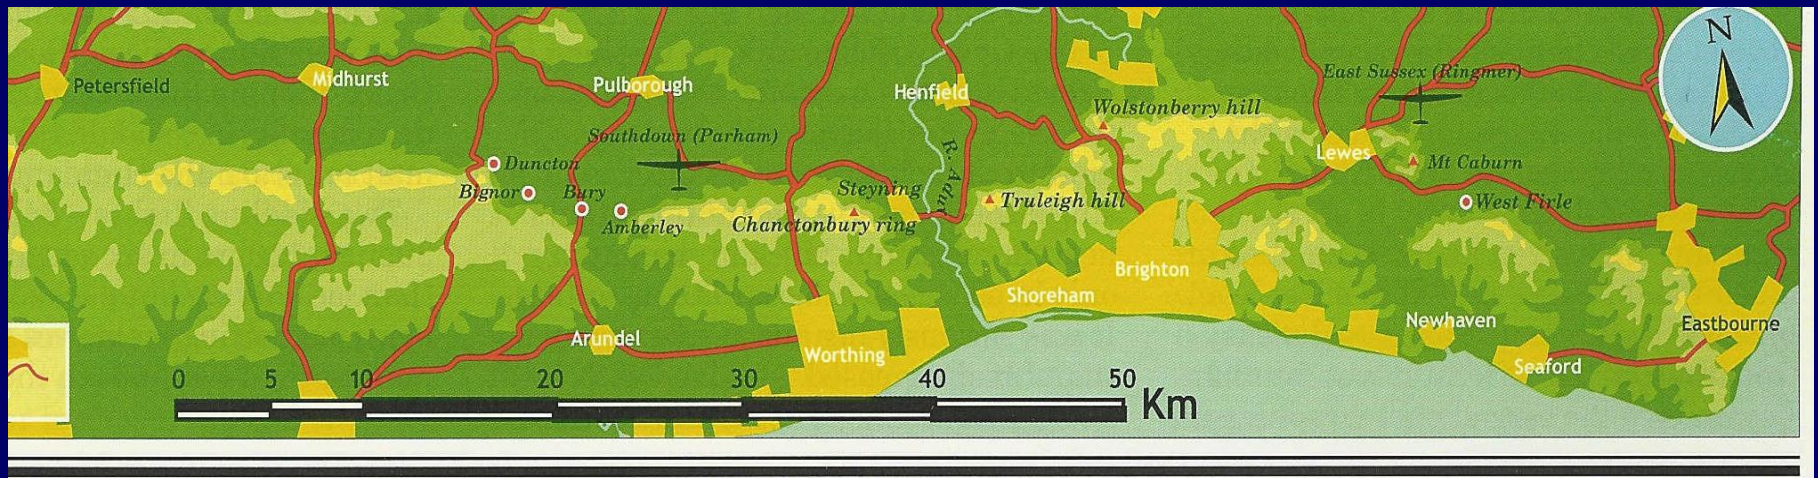 N
East Sussex (Ringmer)
Petersfield
Midhurst
Pulborough
Henfield
Wolstonberry hill
Southdown (Parham)
Lewes
Duncton
R. Adur
Mt Caburn
Bignor
Bury
Steyning
Truleigh hill
West Firle
Amberley
Chanctonbury ring
Brighton
Shoreham
Newhaven
Eastbourne
Arundel
Worthing
Seaford
0 5 10 20 30 40 50
Km